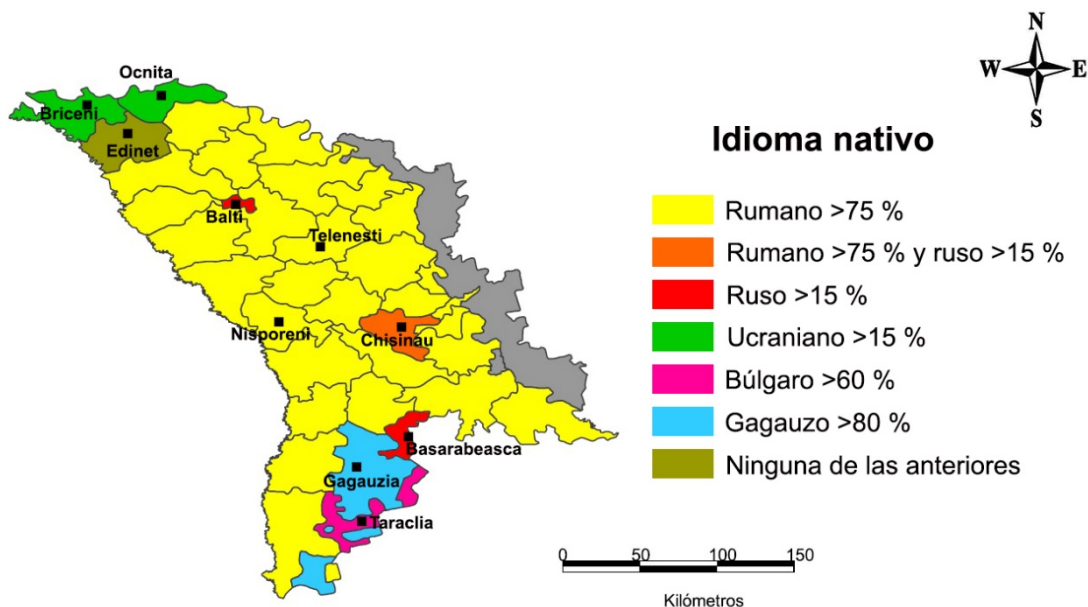 N
W E
S
Ocnita
Briceni
Edinet
Balti
Telenesti
Nisporeni
Chisinau
Basarabeasca
Gagauzia
Taraclia
Idioma nativo
Rumano >75 %
Rumano >75 % y ruso >15 %
Ruso >15 %
Ucraniano >15 %
Búlgaro >60 %
Gagauzo >80 %
Ninguna de las anteriores
0 50 100 150
Kilómetros